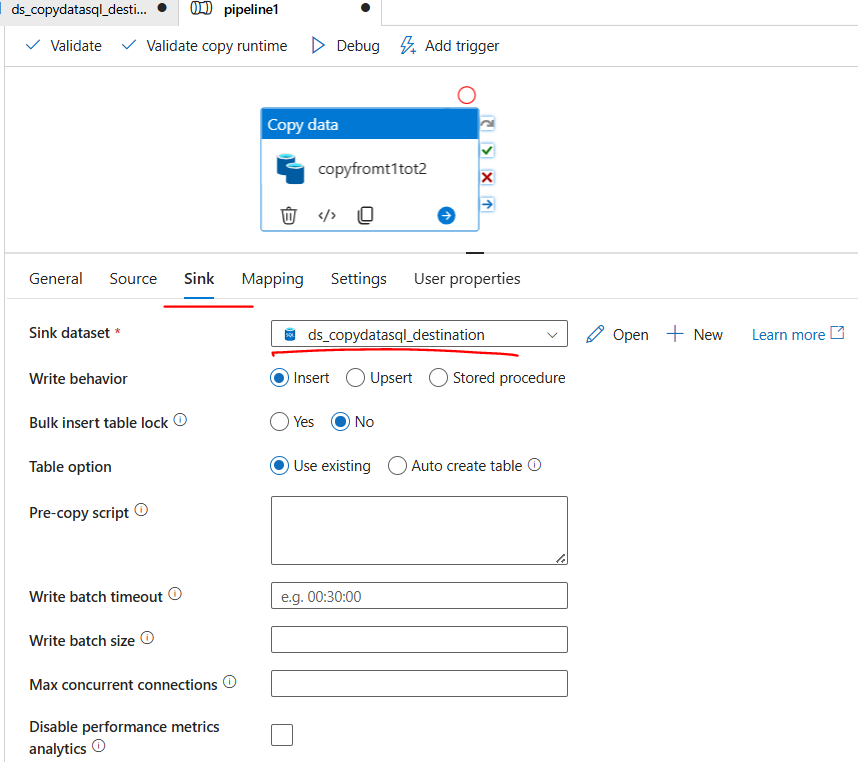 ds_copydatasql_desti... pipeline1
Validate Validate copy runtime Debug Add trigger
Copy data
copyfromt1tot2
General Source Sink Mapping Settings User properties
Sink dataset * ds_copydatasql_destination Open New Learn more
Write behavior Insert Upsert Stored procedure
Bulk insert table lock Yes No
Table option Use existing Auto create table
Pre-copy script
Write batch timeout e.g. 00:30:00
Write batch size
Max concurrent connections
Disable performance metrics
analytics